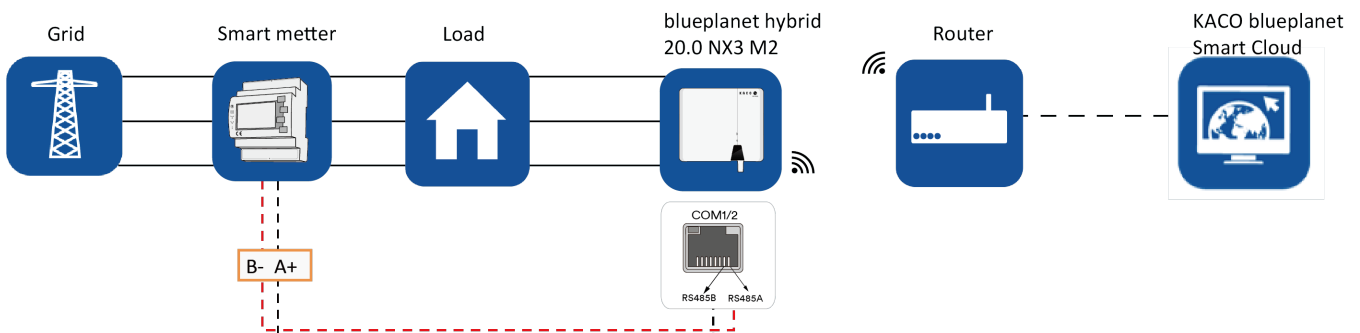 Grid
Smart metter
Load
blueplanet hybrid
20.0 NX3 M2
Router
KACO blueplanet
Smart Cloud
COM1/2
RS485B
RS485A
B- A+